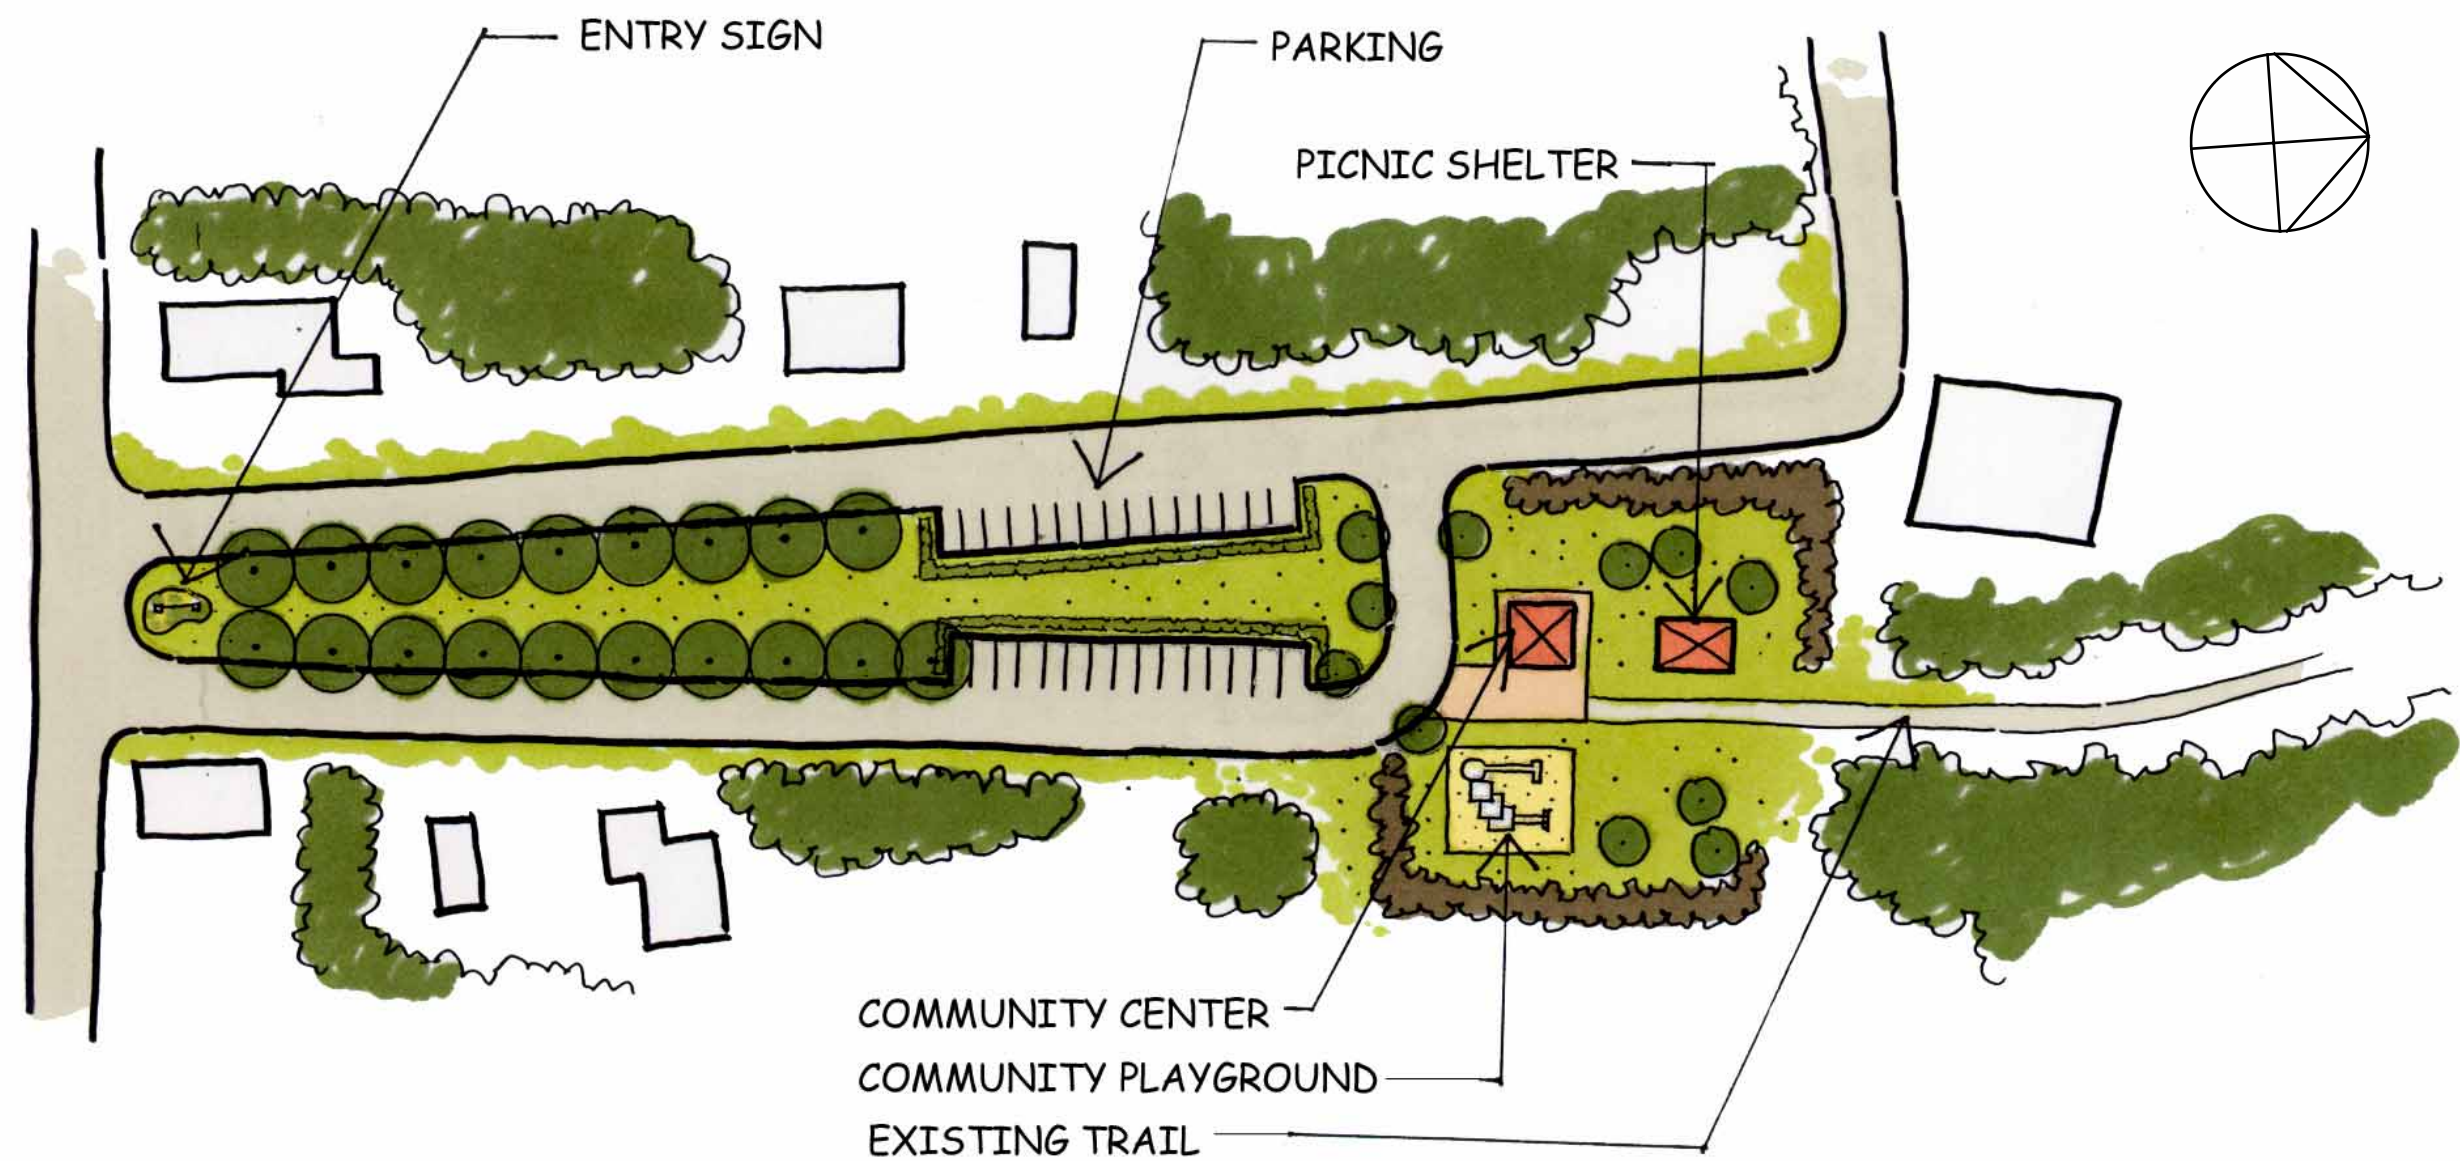 ENTRY SIGN
PARKING
PICNIC SHELTER
COMMUNITY CENTER
COMMUNITY PLAYGROUND
EXISTING TRAIL